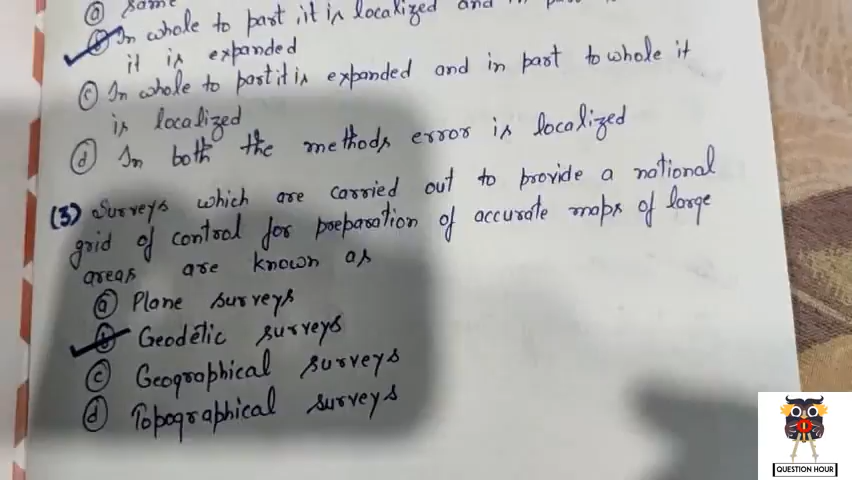 (a) Same
(b) In whole to part it is localized and in
it is expanded
(c) In whole to part it is expanded and in part to whole it
is localized
(d) In both the methods error is localized
(3) Surveys which are carried out to provide a national
grid of control for preparation of accurate maps of large
areas are known as
(a) Plane surveys
(b) Geodetic surveys
(c) Geographical surveys
(d) Topographical surveys
QUESTION HOUR